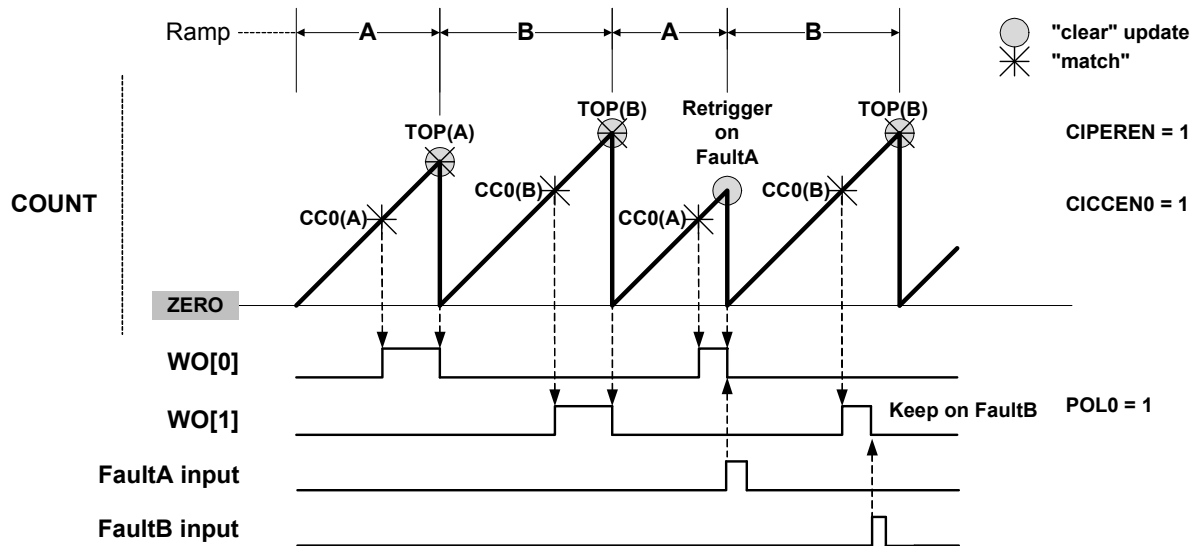 Ramp
A
B
A
B
"clear" update
"match"
TOP(A)
TOP(B)
Retrigger
on
FaultA
TOP(B)
CIPEREN = 1
COUNT
CC0(A)
CC0(B)
CC0(A)
CC0(B)
CICCEN0 = 1
ZERO
WO[0]
WO[1]
Keep on FaultB
POL0 = 1
FaultA input
FaultB input